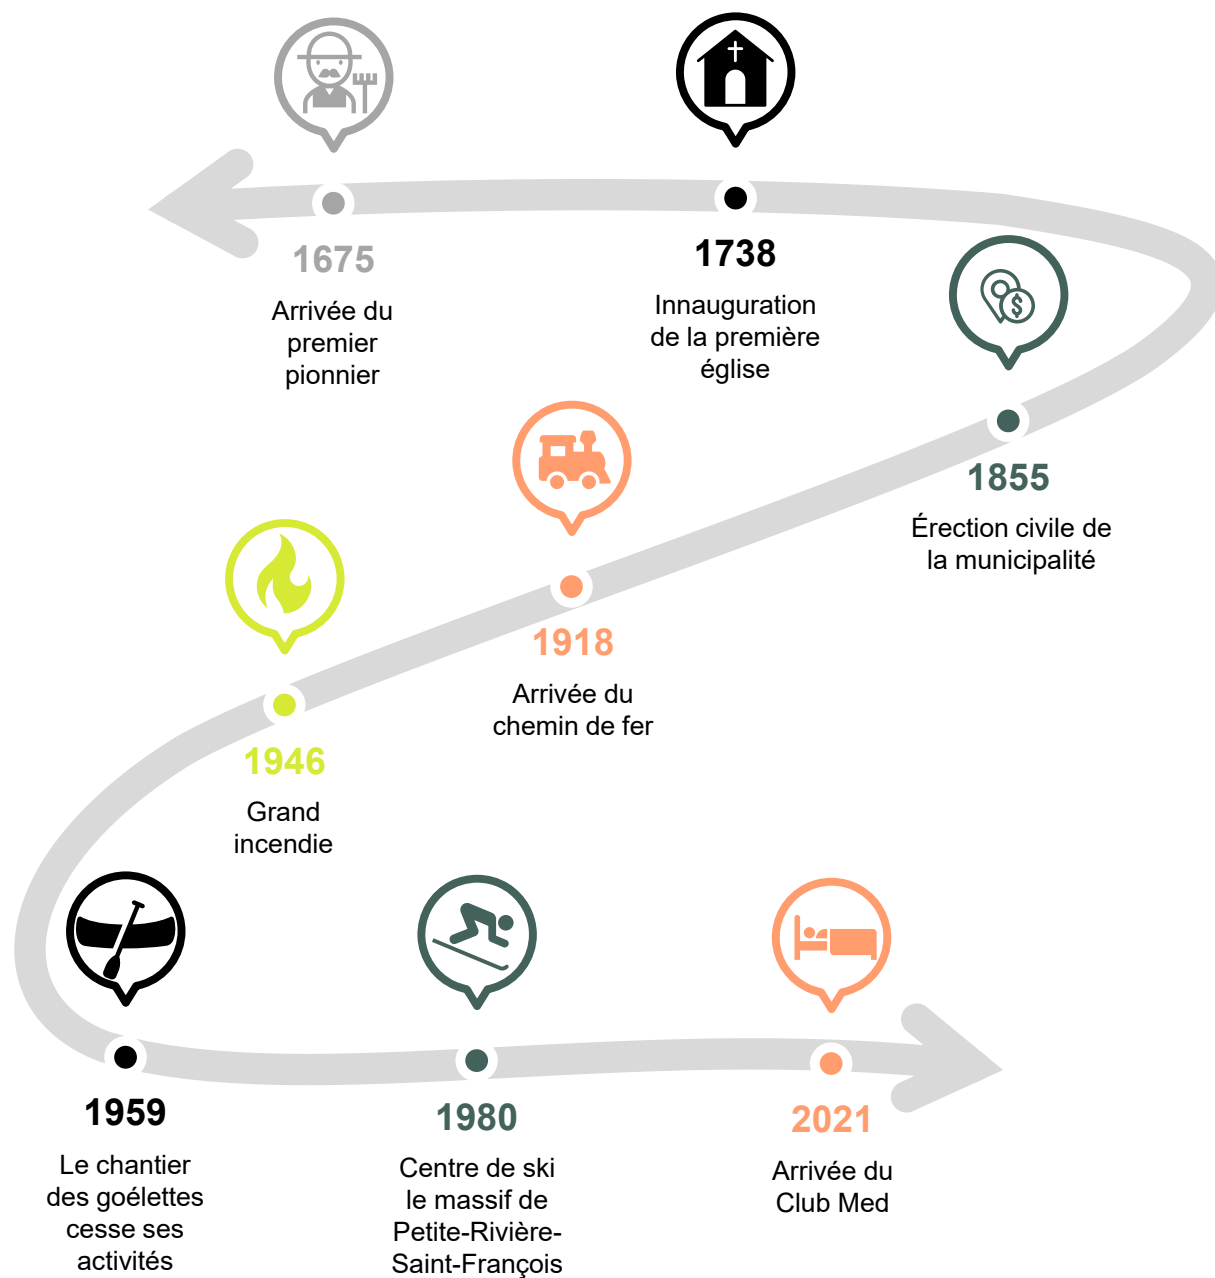 1675
Arrivée du
premier
pionnier
1738
Innauguration
de la première
église
1855
Érection civile de
la municipalité
1918
Arrivée du
chemin de fer
1946
Grand
incendie
1959
Le chantier
des goélettes
cesse ses
activités
1980
Centre de ski
le massif de
Petite-Rivière-
Saint-François
2021
Arrivée du
Club Med
$